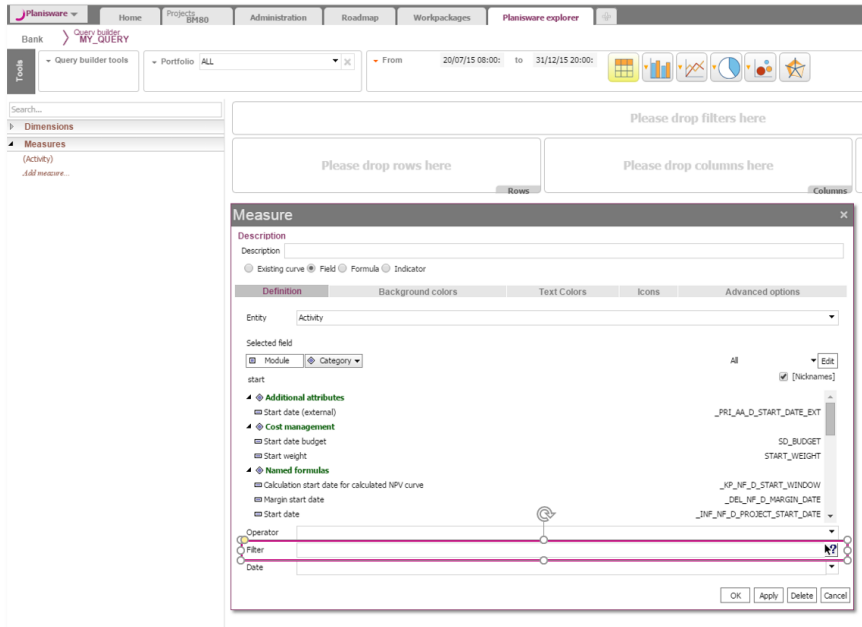 Planisware
Home
Projects
BM80
Administration
Roadmap
Workpackages
Planisware explorer
Bank
Query builder
MY_QUERY
Tools
Query builder tools
Portfolio ALL
From 20/07/15 08:00: to 31/12/15 20:00:
Search...
Dimensions
Measures
(Activity)
Add measure...
Please drop filters here
Please drop rows here
Rows
Please drop columns here
Columns
Measure
Description
Description
Existing curve Field Formula Indicator
Definition Background colors Text Colors Icons Advanced options
Entity Activity
Selected field
Module Category All Edit
start [Nicknames]
Additional attributes
Start date (external) _PRI_AA_D_START_DATE_EXT
Cost management
Start date budget SD_BUDGET
Start weight START_WEIGHT
Named formulas
Calculation start date for calculated NPV curve _KP_NF_D_START_WINDOW
Margin start date _DEL_NF_D_MARGIN_DATE
Start date _INF_NF_D_PROJECT_START_DATE
Operator
Filter ?
Date
OK Apply Delete Cancel